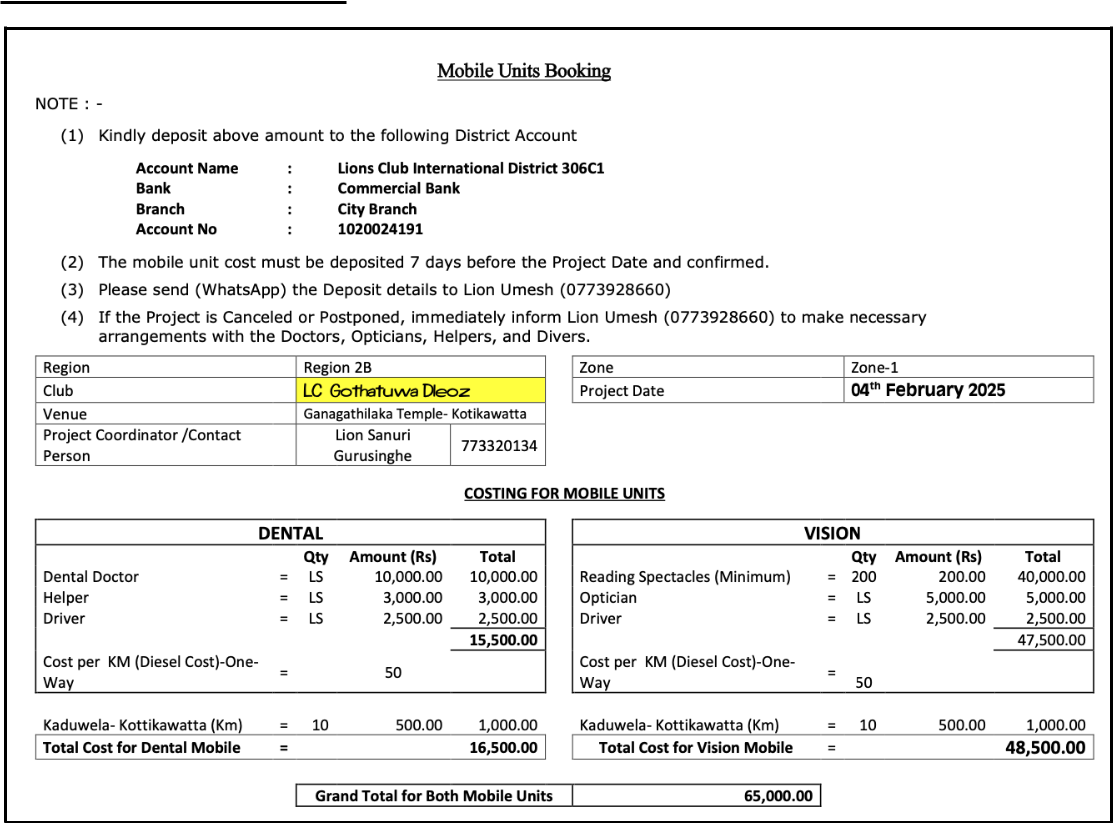 Mobile Units Booking
NOTE : -
(1) Kindly deposit above amount to the following District Account
Account Name : Lions Club International District 306C1
Bank : Commercial Bank
Branch : City Branch
Account No : 1020024191
(2) The mobile unit cost must be deposited 7 days before the Project Date and confirmed.
(3) Please send (WhatsApp) the Deposit details to Lion Umesh (0773928660)
(4) If the Project is Canceled or Postponed, immediately inform Lion Umesh (0773928660) to make necessary
arrangements with the Doctors, Opticians, Helpers, and Divers.
Region Region 2B
Club LC Gothatuwa Dleoz
Venue Ganagathilaka Temple- Kotikawatta
Project Coordinator /Contact
Person
Lion Sanuri
Gurusinghe
773320134
Zone Zone-1
Project Date 04th February 2025
COSTING FOR MOBILE UNITS
DENTAL
Qty Amount (Rs) Total
Dental Doctor = LS 10,000.00 10,000.00
Helper = LS 3,000.00 3,000.00
Driver = LS 2,500.00 2,500.00
15,500.00
Cost per KM (Diesel Cost)-One-
Way
= 50
Kaduwela- Kottikawatta (Km) = 10 500.00 1,000.00
Total Cost for Dental Mobile = 16,500.00
VISION
Qty Amount (Rs) Total
Reading Spectacles (Minimum) = 200 200.00 40,000.00
Optician = LS 5,000.00 5,000.00
Driver = LS 2,500.00 2,500.00
47,500.00
Cost per KM (Diesel Cost)-One-
Way
= 50
Kaduwela- Kottikawatta (Km) = 10 500.00 1,000.00
Total Cost for Vision Mobile = 48,500.00
Grand Total for Both Mobile Units 65,000.00